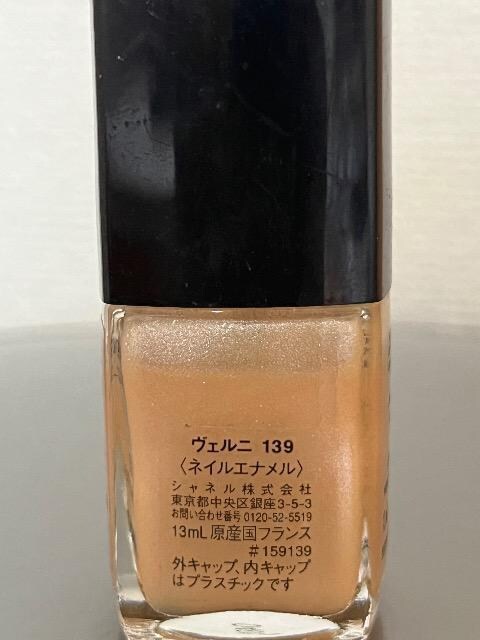 ヴェルニ 139
〈ネイルエナメル〉
シャネル株式会社
東京都中央区銀座3-5-3
お問い合わせ番号 0120-52-5519
13mL 原産国フランス
#159139
外キャップ、内キャップ
はプラスチックです